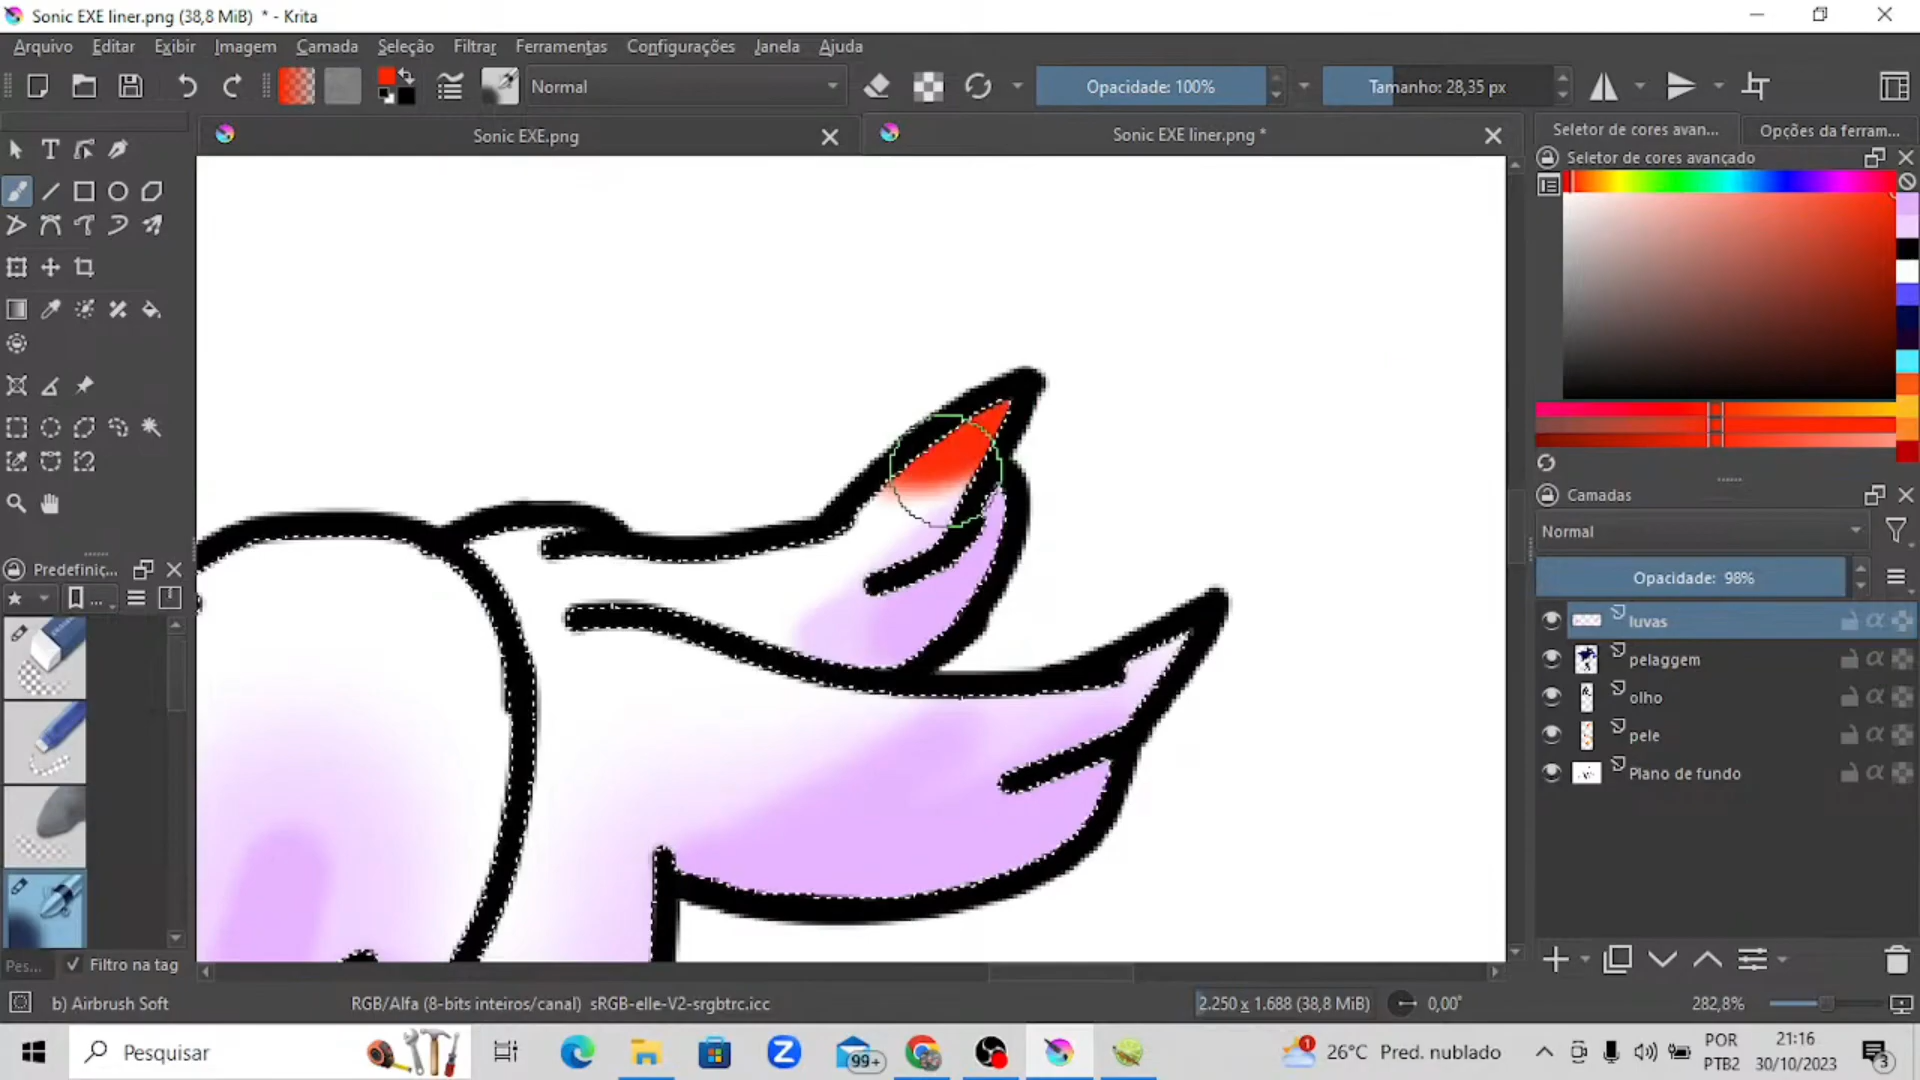 Sonic EXE liner.png (38,8 MiB) * - Krita
Arquivo Editar Exibir Imagem Camada Seleção Filtrar Ferramentas Configurações Janela Ajuda
Normal
Opacidade: 100%
Tamanho: 28,35 px
Sonic EXE.png
Sonic EXE liner.png *
Seletor de cores avan...
Opções da ferram...
Seletor de cores avançado
Camadas
Normal
Opacidade: 98%
luvas
pelaggem
olho
pele
Plano de fundo
Predefiniç...
...
Pes...
Filtro na tag
b) Airbrush Soft
RGB/Alfa (8-bits inteiros/canal) sRGB-elle-V2-srgbtrc.icc
2.250 x 1.688 (38,8 MiB)
0,00°
282,8%
Pesquisar
99+
1
26°C Pred. nublado
POR
PTB2
21:16
30/10/2023
3